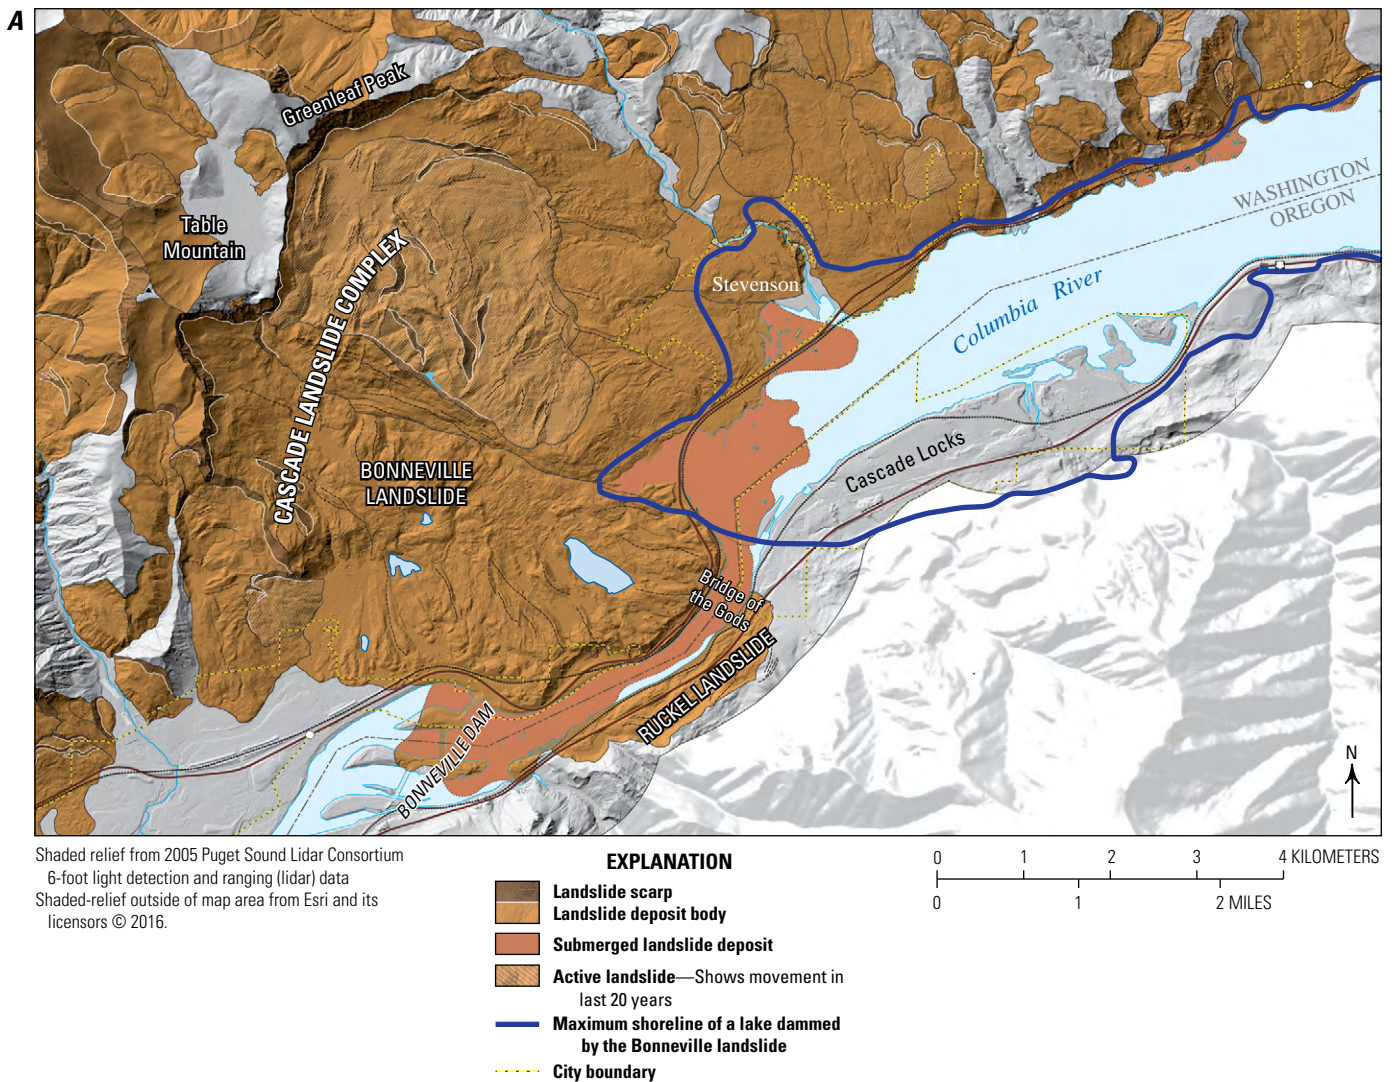 A
Greenleaf Peak
Table
Mountain
CASCADE LANDSLIDE COMPLEX
WASHINGTON
OREGON
Stevenson
Columbia River
Cascade Locks
BONNEVILLE
LANDSLIDE
Bridge of
the Gods
RUCKEL LANDSLIDE
BONNEVILLE DAM
N
Shaded relief from 2005 Puget Sound Lidar Consortium
6-foot light detection and ranging (lidar) data
Shaded-relief outside of map area from Esri and its
licensors © 2016.
EXPLANATION
Landslide scarp
Landslide deposit body
Submerged landslide deposit
Active landslide—Shows movement in
last 20 years
Maximum shoreline of a lake dammed
by the Bonneville landslide
City boundary
0 1 2 3 4 KILOMETERS
0 1 2 MILES